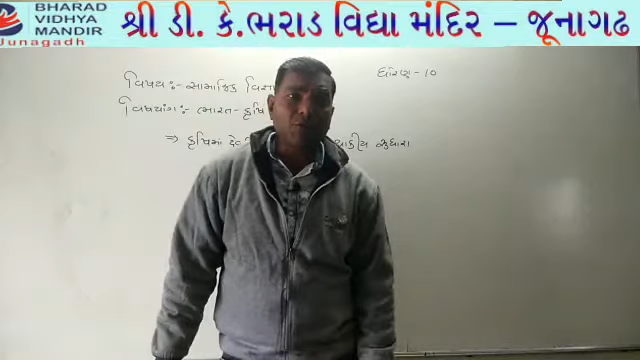 BHARAD
VIDHYA
MANDIR
Junagadh
શ્રી ડી. કે.ભરાડ વિદ્યા મંદિર – જૂનાગઢ
ધોરણ - 10
વિષય :- સામાજિક
વિષયાંગ :- ભારત - કૃષિ
⇒ કૃષિમાં સુધારા